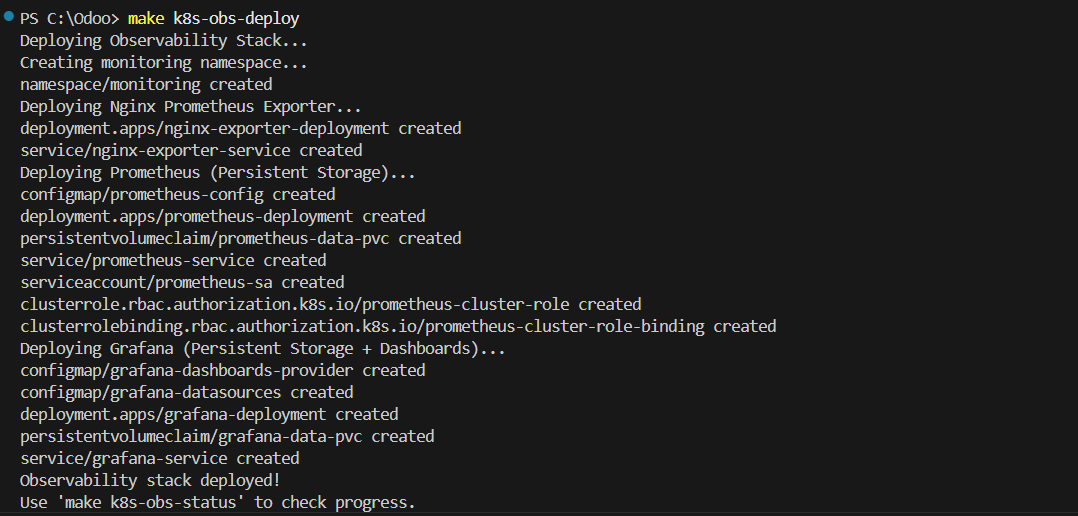 PS C:\Odoo> make k8s-obs-deploy
Deploying Observability Stack...
Creating monitoring namespace...
namespace/monitoring created
Deploying Nginx Prometheus Exporter...
deployment.apps/nginx-exporter-deployment created
service/nginx-exporter-service created
Deploying Prometheus (Persistent Storage)...
configmap/prometheus-config created
deployment.apps/prometheus-deployment created
persistentvolumeclaim/prometheus-data-pvc created
service/prometheus-service created
serviceaccount/prometheus-sa created
clusterrole.rbac.authorization.k8s.io/prometheus-cluster-role created
clusterrolebinding.rbac.authorization.k8s.io/prometheus-cluster-role-binding created
Deploying Grafana (Persistent Storage + Dashboards)...
configmap/grafana-dashboards-provider created
configmap/grafana-datasources created
deployment.apps/grafana-deployment created
persistentvolumeclaim/grafana-data-pvc created
service/grafana-service created
Observability stack deployed!
Use 'make k8s-obs-status' to check progress.